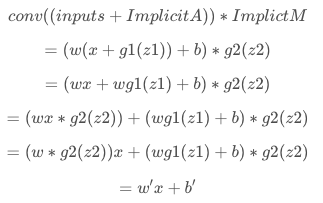 conv((inputs + ImplicitA)) * ImplictM
= (w(x + g1(z1)) + b) * g2(z2)
= (wx + wg1(z1) + b) * g2(z2)
= (wx * g2(z2)) + (wg1(z1) + b) * g2(z2)
= (w * g2(z2))x + (wg1(z1) + b) * g2(z2)
= w′x + b′